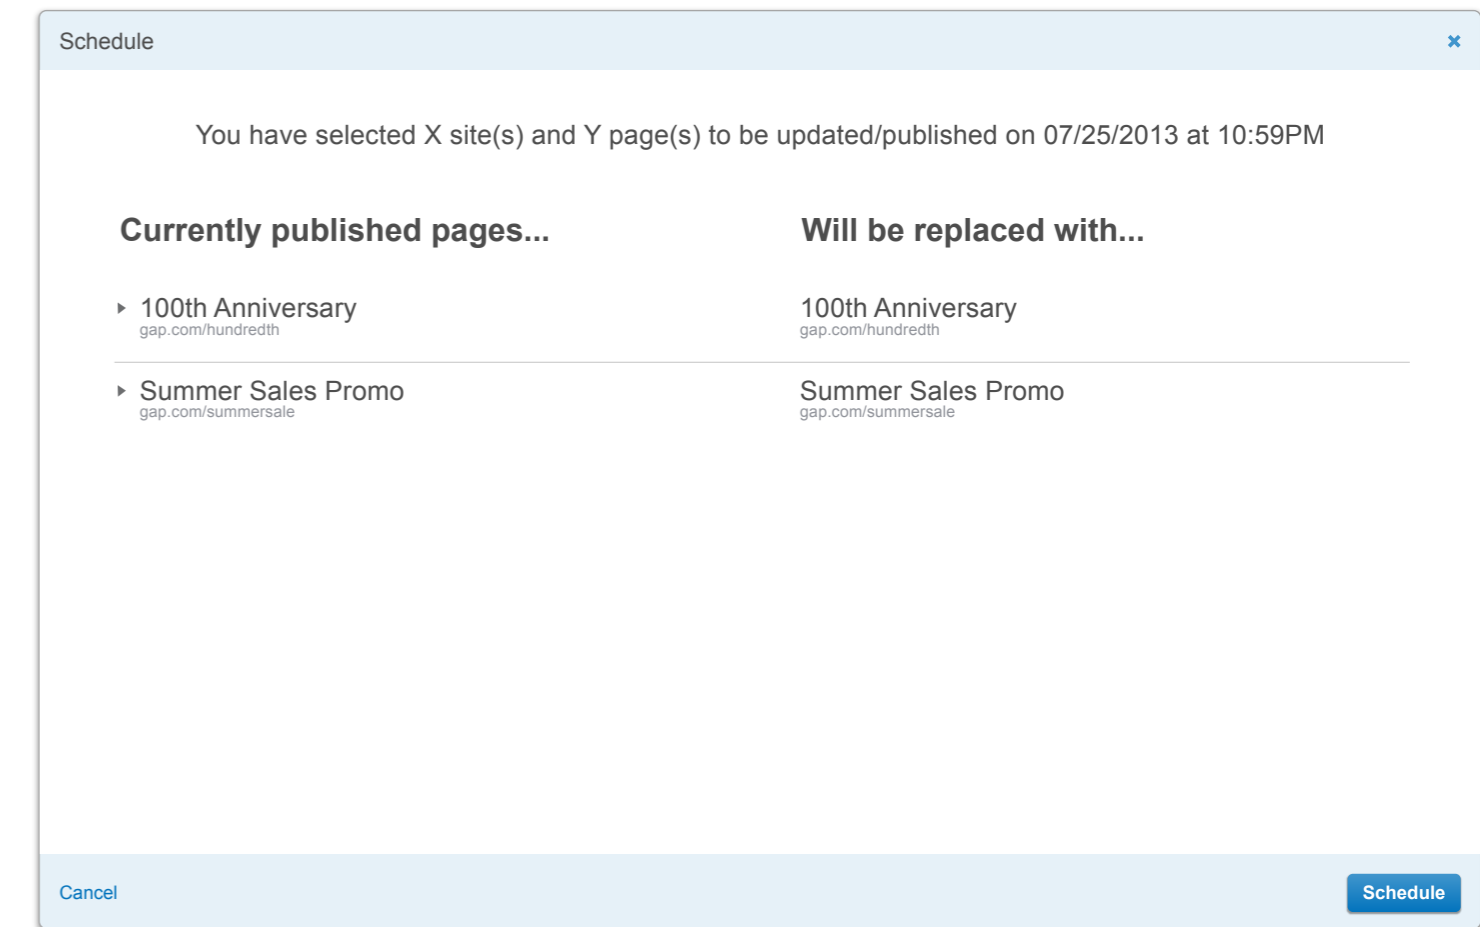 Schedule
You have selected X site(s) and Y page(s) to be updated/published on 07/25/2013 at 10:59PM
Currently published pages...
Will be replaced with...
100th Anniversary
gap.com/hundredth
100th Anniversary
gap.com/hundredth
Summer Sales Promo
gap.com/summersale
Summer Sales Promo
gap.com/summersale
Cancel
Schedule